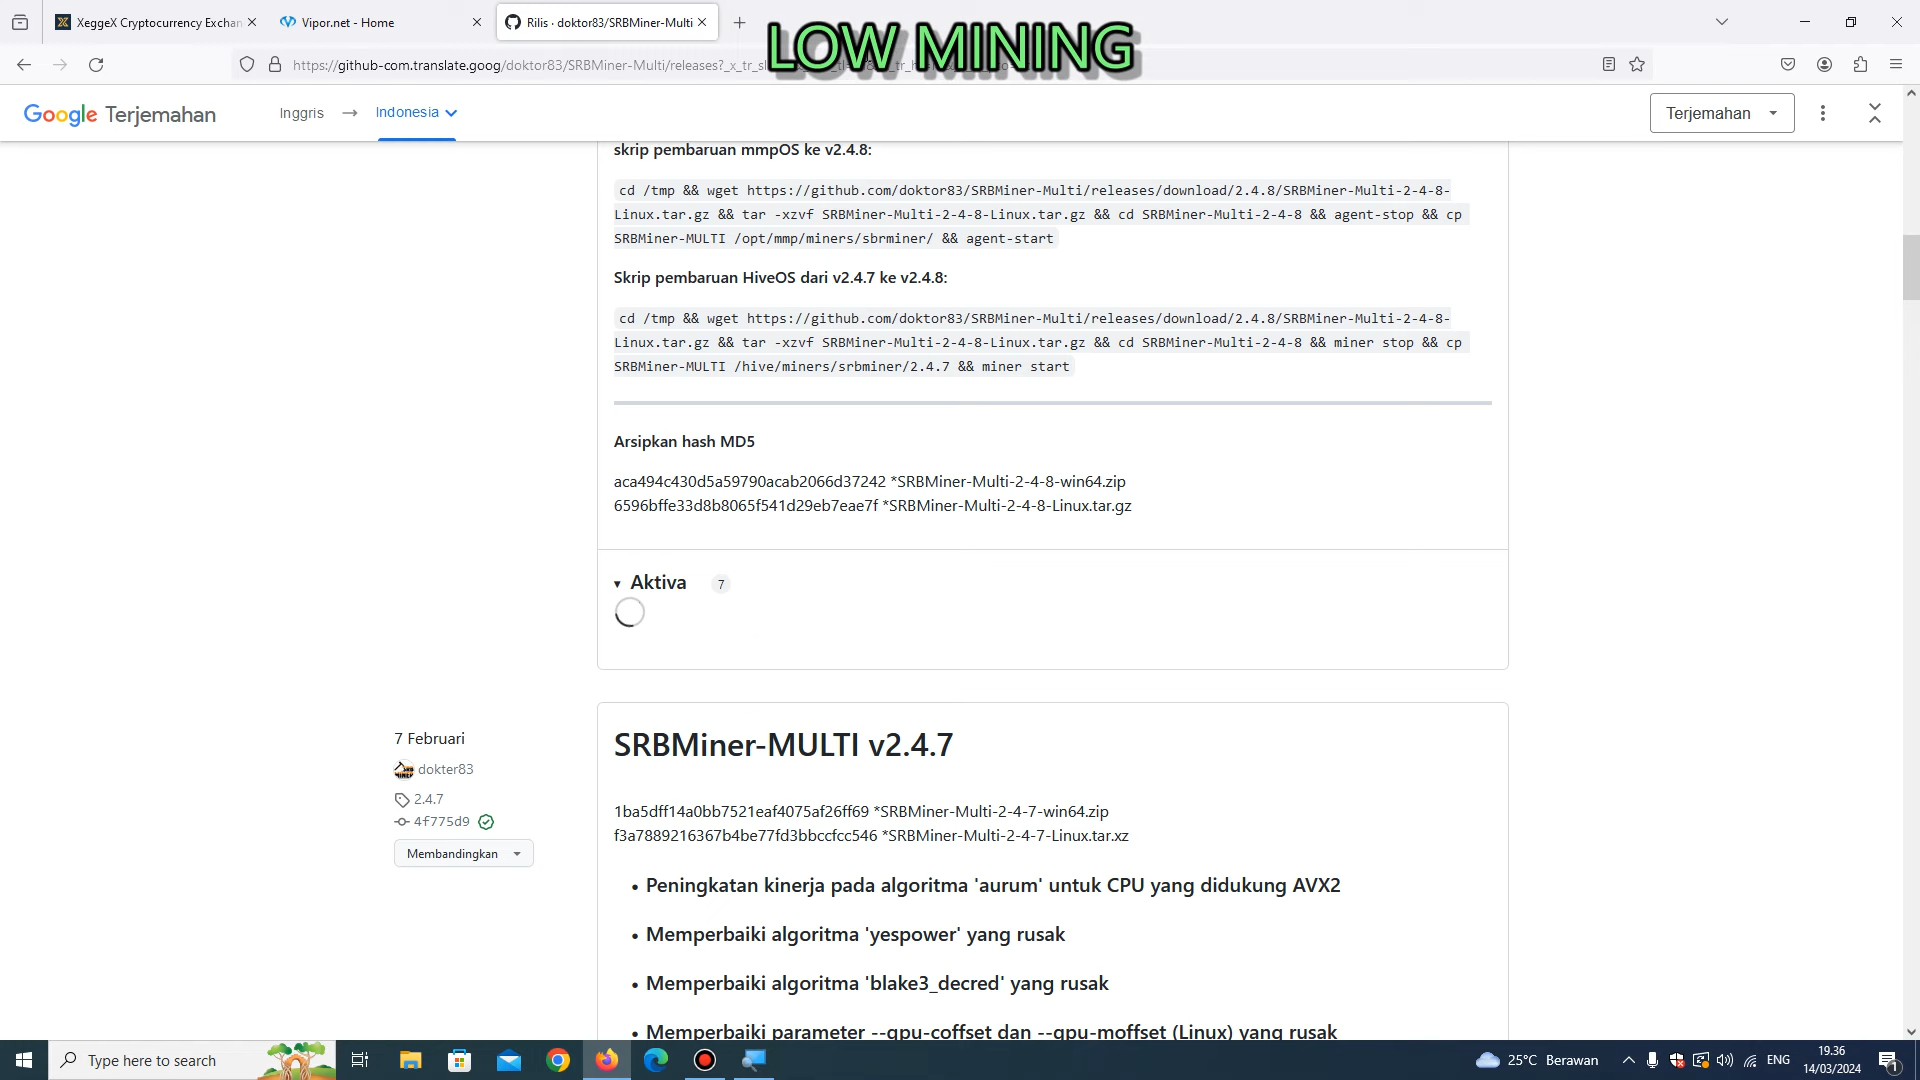 XeggeX Cryptocurrency Exchan
Vipor.net - Home
Rilis · doktor83/SRBMiner-Multi
LOW MINING
https://github-com.translate.goog/doktor83/SRBMiner-Multi/releases?_x_tr_sl
Google Terjemahan
Inggris
Indonesia
Terjemahan
skrip pembaruan mmpOS ke v2.4.8:
cd /tmp && wget https://github.com/doktor83/SRBMiner-Multi/releases/download/2.4.8/SRBMiner-Multi-2-4-8-
Linux.tar.gz && tar -xzvf SRBMiner-Multi-2-4-8-Linux.tar.gz && cd SRBMiner-Multi-2-4-8 && agent-stop && cp
SRBMiner-MULTI /opt/mmp/miners/sbrminer/ && agent-start
Skrip pembaruan HiveOS dari v2.4.7 ke v2.4.8:
cd /tmp && wget https://github.com/doktor83/SRBMiner-Multi/releases/download/2.4.8/SRBMiner-Multi-2-4-8-
Linux.tar.gz && tar -xzvf SRBMiner-Multi-2-4-8-Linux.tar.gz && cd SRBMiner-Multi-2-4-8 && miner stop && cp
SRBMiner-MULTI /hive/miners/srbminer/2.4.7 && miner start
Arsipkan hash MD5
aca494c430d5a59790acab2066d37242 *SRBMiner-Multi-2-4-8-win64.zip
6596bffe33d8b8065f541d29eb7eae7f *SRBMiner-Multi-2-4-8-Linux.tar.gz
Aktiva 7
7 Februari
dokter83
2.4.7
4f775d9
Membandingkan
SRBMiner-MULTI v2.4.7
1ba5dff14a0bb7521eaf4075af26ff69 *SRBMiner-Multi-2-4-7-win64.zip
f3a7889216367b4be77fd3bbccfcc546 *SRBMiner-Multi-2-4-7-Linux.tar.xz
• Peningkatan kinerja pada algoritma 'aurum' untuk CPU yang didukung AVX2
• Memperbaiki algoritma 'yespower' yang rusak
• Memperbaiki algoritma 'blake3_decred' yang rusak
• Memperbaiki parameter --gpu-coffset dan --gpu-moffset (Linux) yang rusak
Type here to search
25°C Berawan
ENG
19.36
14/03/2024
1